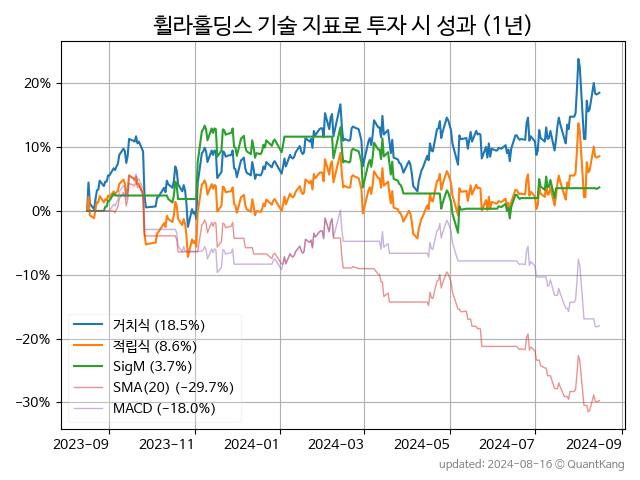 휠라홀딩스 기술 지표로 투자 시 성과 (1년)
20%
10%
0%
−10%
−20%
−30%
거치식 (18.5%)
적립식 (8.6%)
SigM (3.7%)
SMA(20) (−29.7%)
MACD (−18.0%)
2023−09
2023−11
2024−01
2024−03
2024−05
2024−07
2024−09
updated: 2024−08−16 © QuantKang